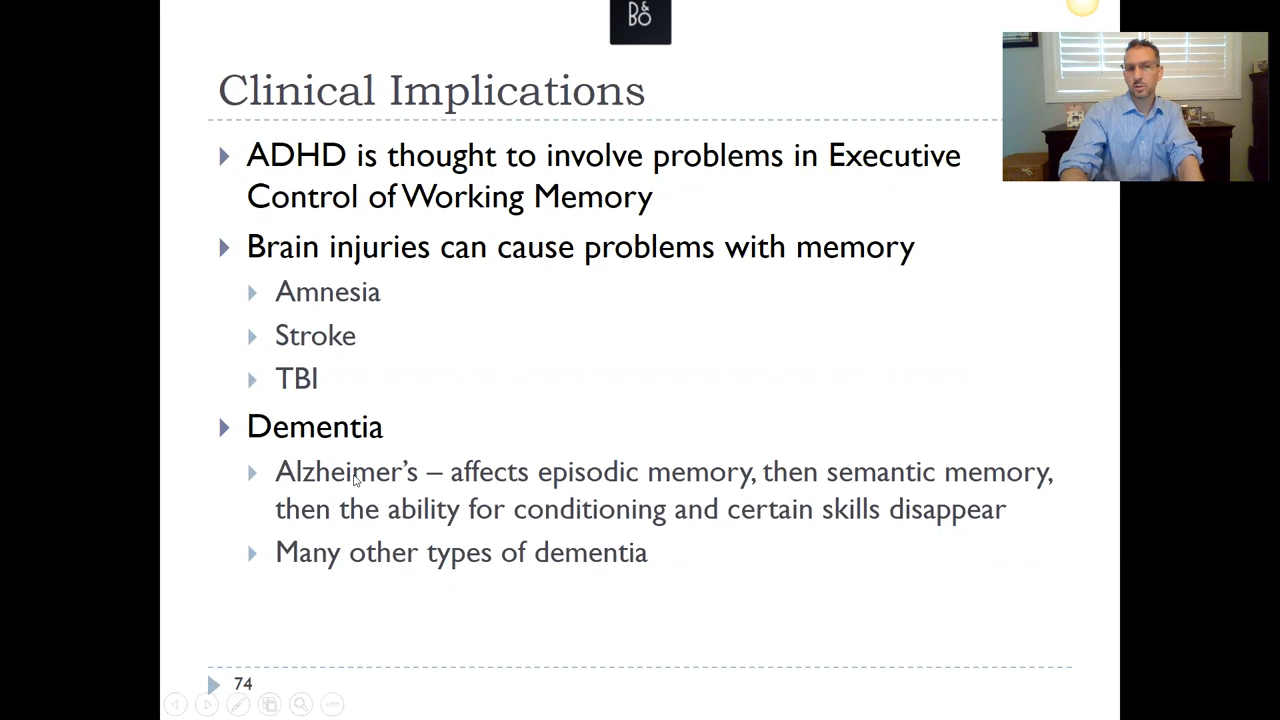 B&
BO
Clinical Implications
ADHD is thought to involve problems in Executive
Control of Working Memory
Brain injuries can cause problems with memory
Amnesia
Stroke
TBI
Dementia
Alzheimer’s – affects episodic memory, then semantic memory,
then the ability for conditioning and certain skills disappear
Many other types of dementia
74